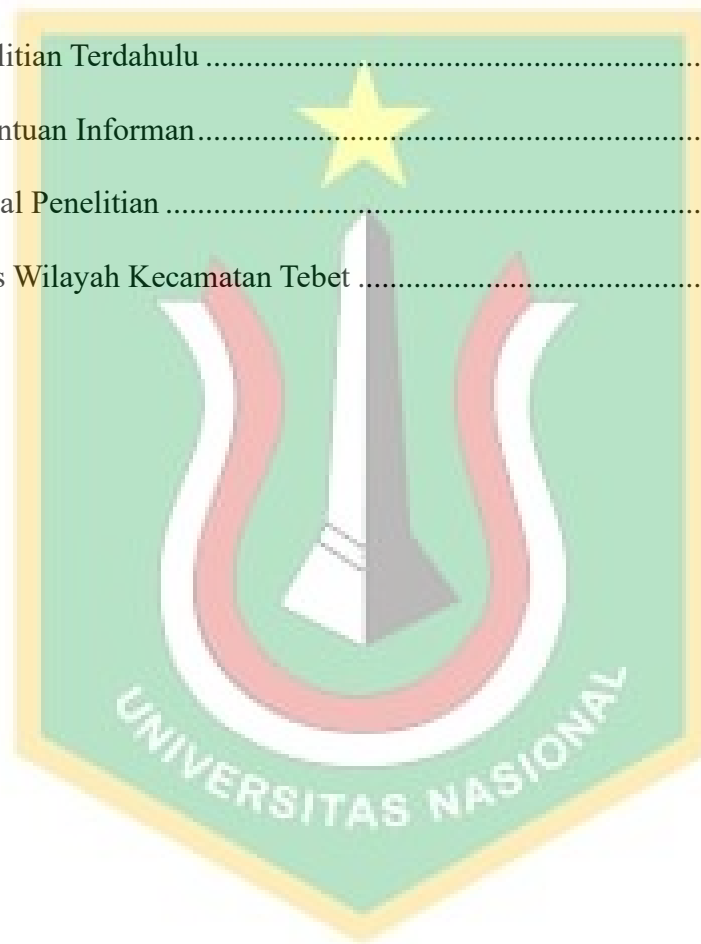 litian Terdahulu ..............................................................
ntuan Informan...............................................................
al Penelitian ...................................................................
s Wilayah Kecamatan Tebet ...........................................
UNIVERSITAS NASIONAL